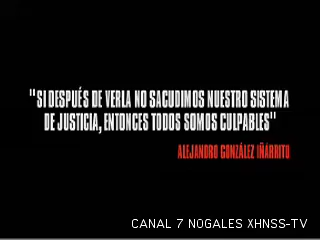 "SI DESPUÉS DE VERLA NO SACUDIMOS NUESTRO SISTEMA
DE JUSTICIA, ENTONCES TODOS SOMOS CULPABLES"
ALEJANDRO GONZÁLEZ IÑÁRRITO
CANAL 7 NOGALES XHNSS-TV